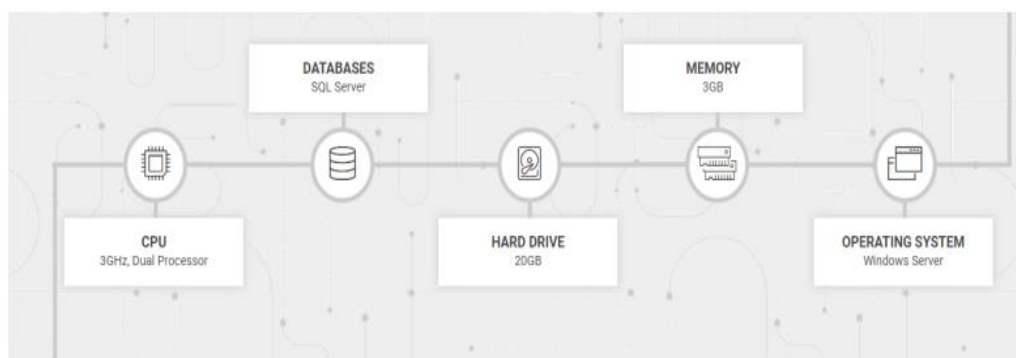 DATABASES
SQL Server
MEMORY
3GB
CPU
3GHz, Dual Processor
HARD DRIVE
20GB
OPERATING SYSTEM
Windows Server